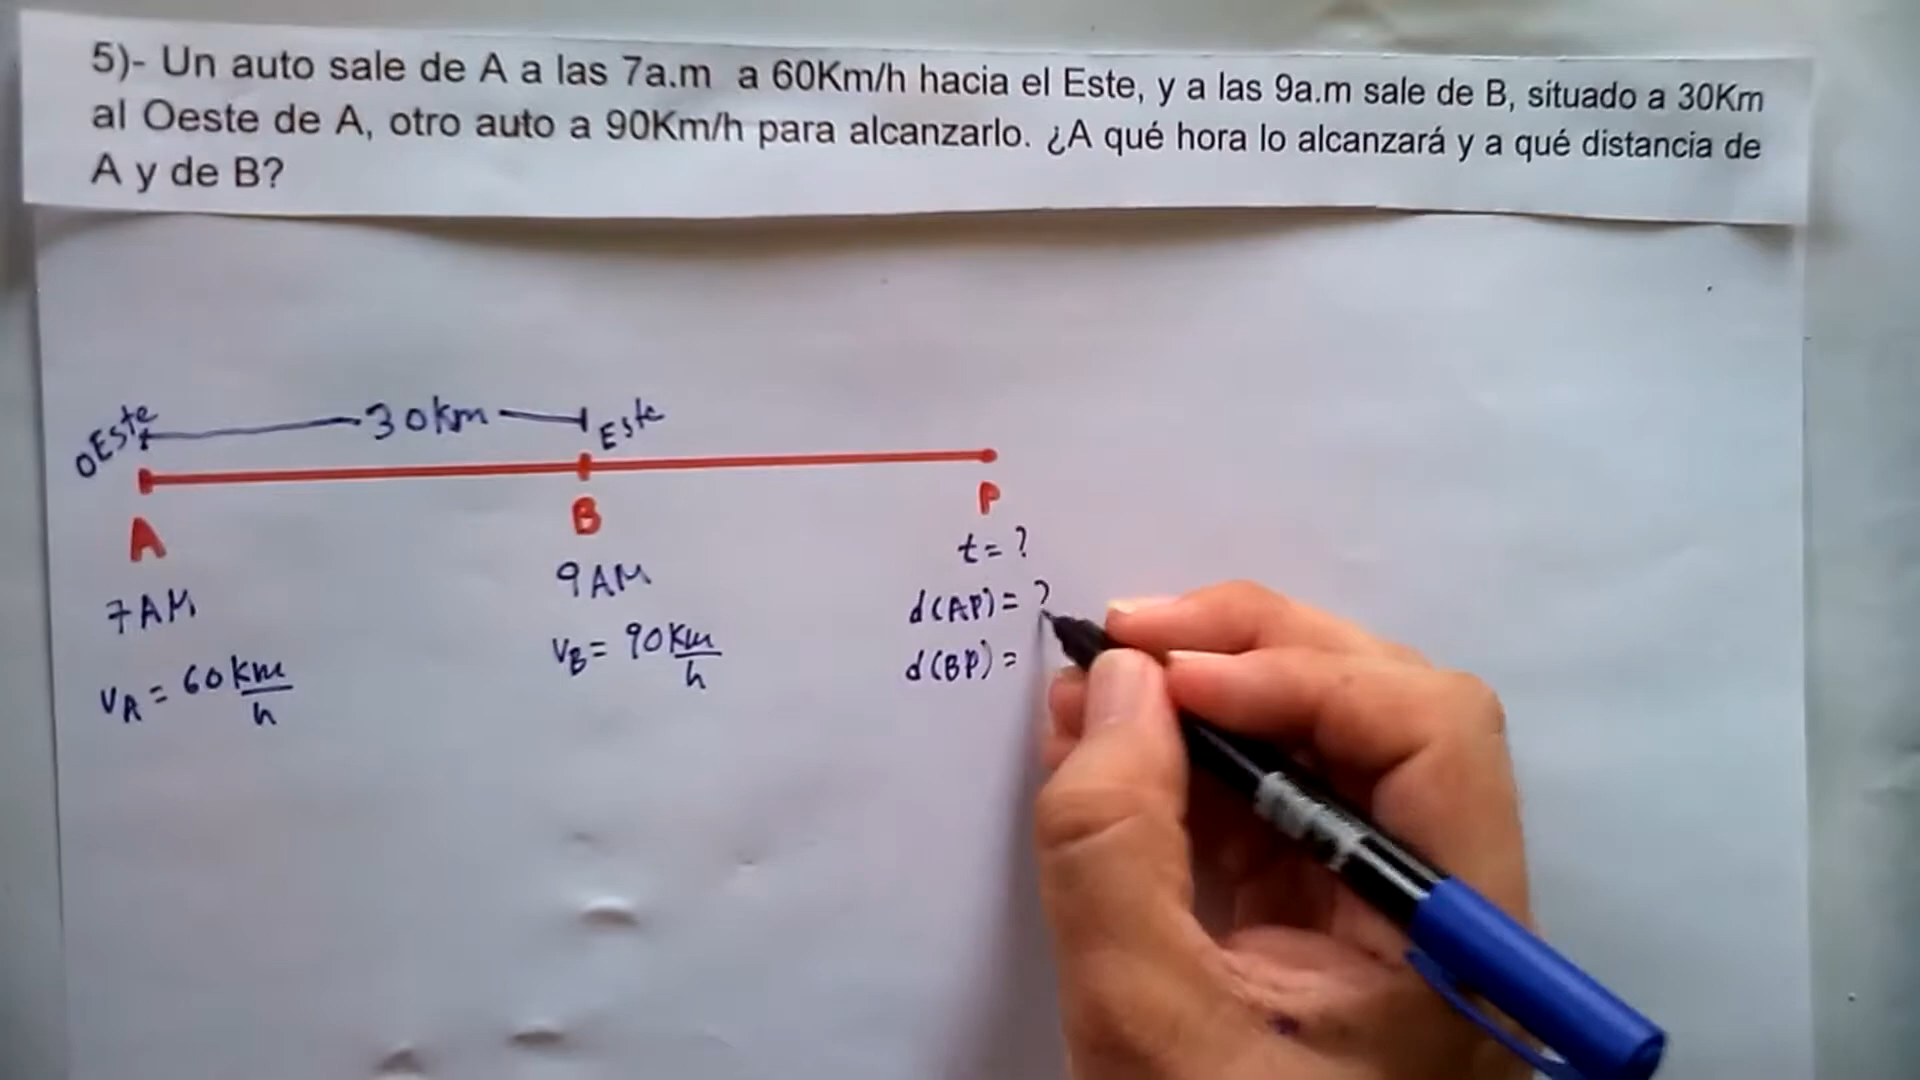 5)- Un auto sale de A a las 7a.m a 60Km/h hacia el Este, y a las 9a.m sale de B, situado a 30Km
al Oeste de A, otro auto a 90Km/h para alcanzarlo. ¿A qué hora lo alcanzará y a qué distancia de
A y de B?
OEste
30km
Este
A
B
P
7AM
9AM
t = ?
VA = 60 km/h
VB = 90 km/h
d(AP) = ?
d(BP) =